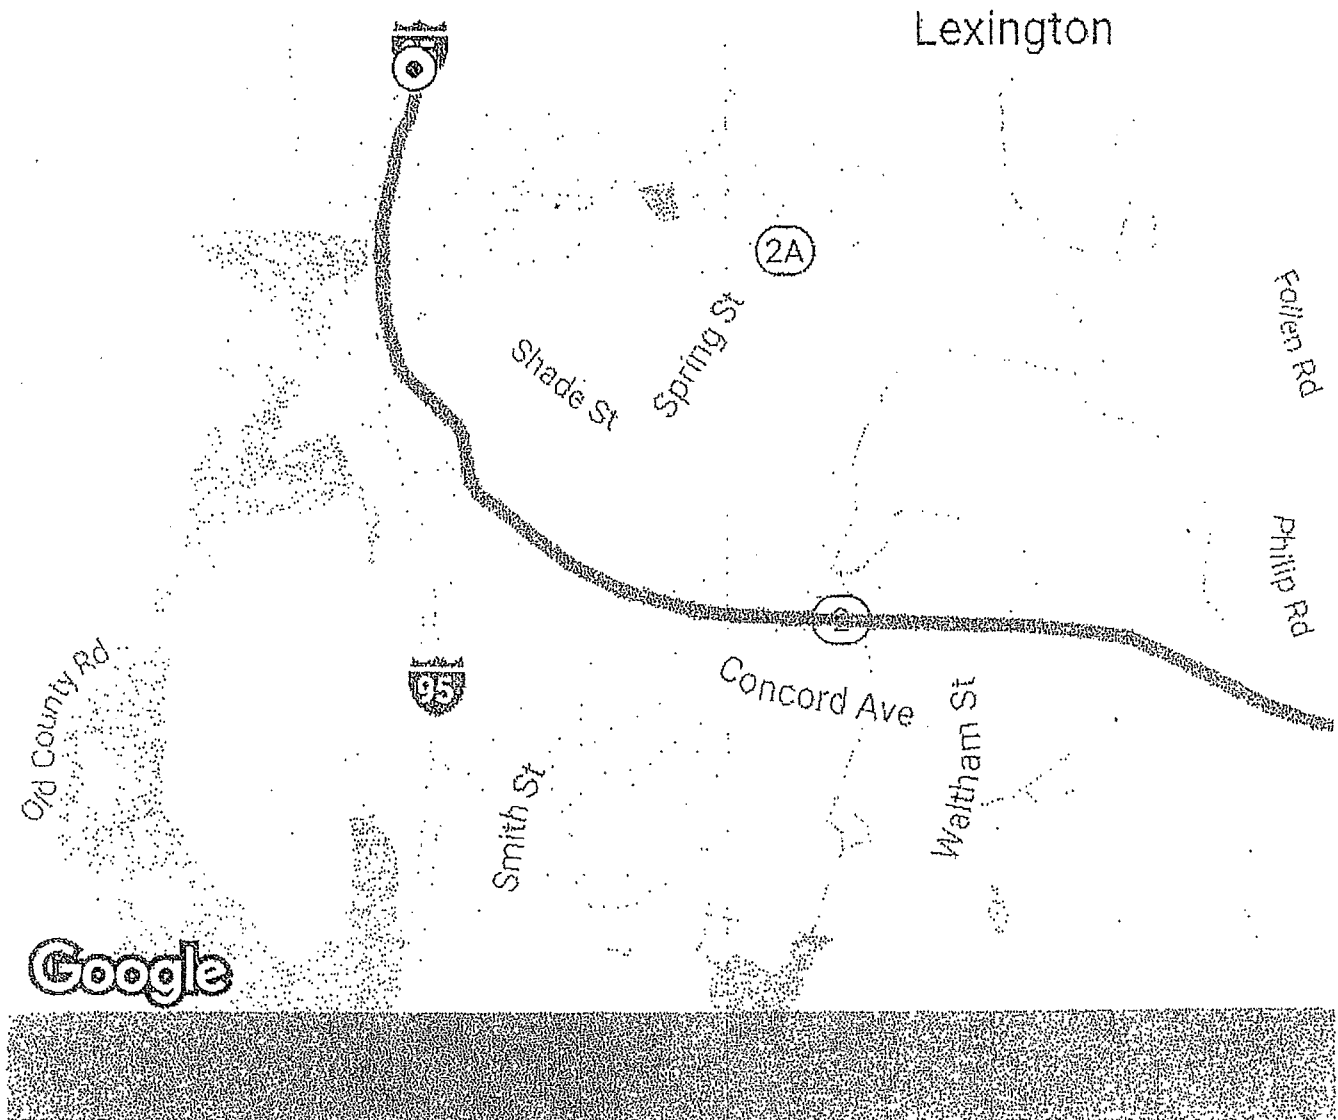 Lexington
2A
Follen Rd
Spring St
Shade St
Philip Rd
2
Old County Rd
95
Concord Ave
Waltham St
Smith St
Google